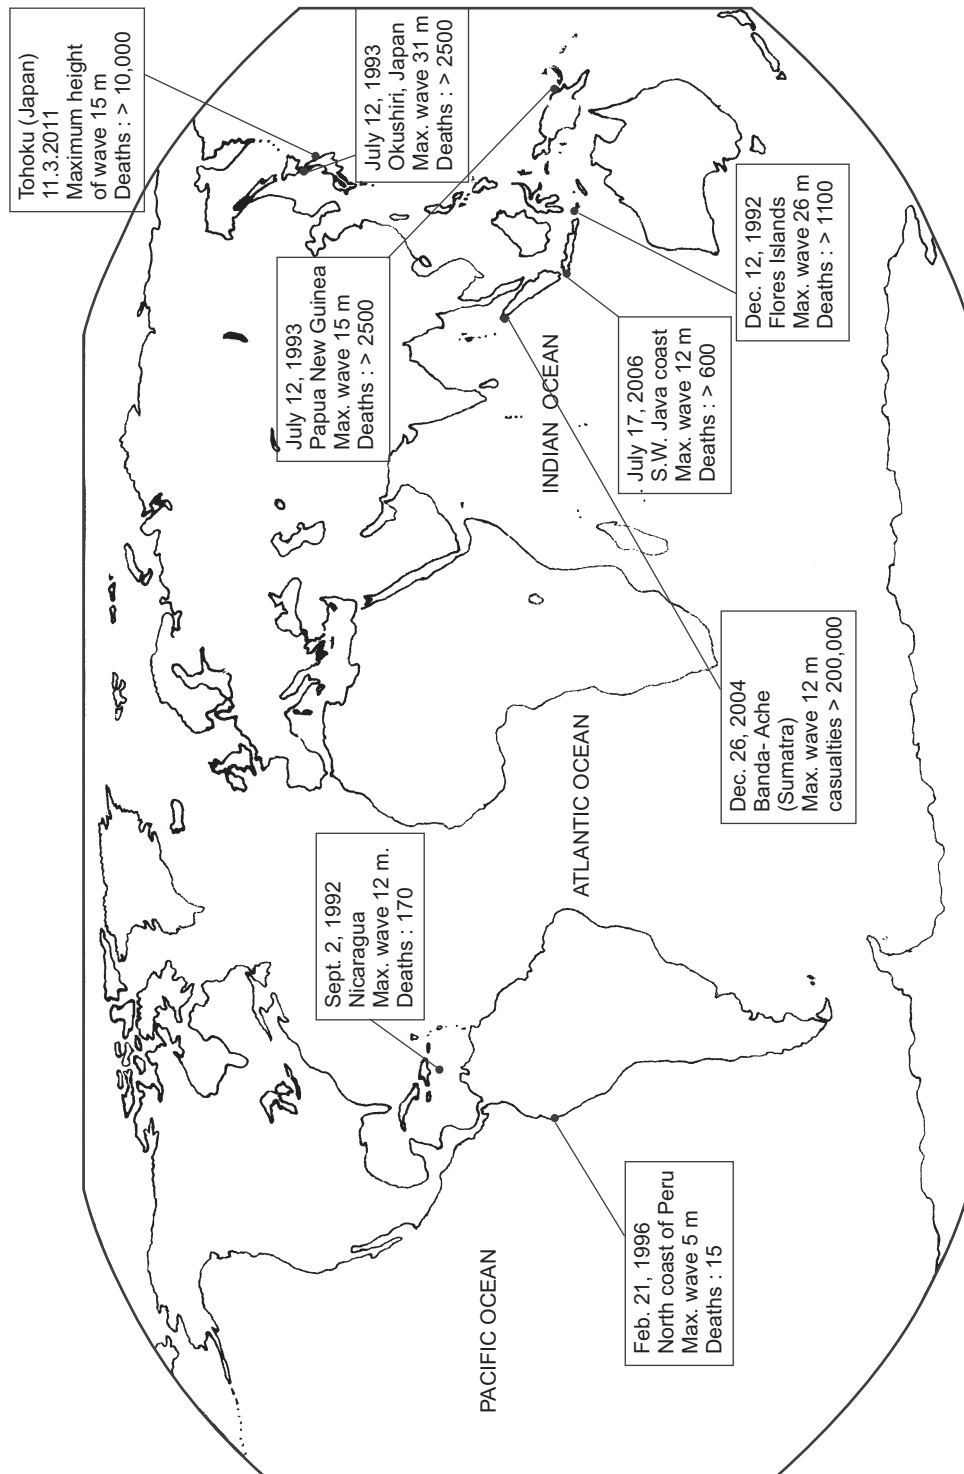 Tohoku (Japan)
11.3.2011
Maximum height
of wave 15 m
Deaths : > 10,000
July 12, 1993
Okushiri, Japan
Max. wave 31 m
Deaths : > 2500
July 12, 1993
Papua New Guinea
Max. wave 15 m
Deaths : > 2500
Sept. 2, 1992
Nicaragua
Max. wave 12 m.
Deaths : 170
PACIFIC OCEAN
ATLANTIC OCEAN
INDIAN OCEAN
Feb. 21, 1996
North coast of Peru
Max. wave 5 m
Deaths : 15
Dec. 26, 2004
Banda- Ache
(Sumatra)
Max. wave 12 m
casualties > 200,000
July 17, 2006
S.W. Java coast
Max. wave 12 m
Deaths : > 600
Dec. 12, 1992
Flores Islands
Max. wave 26 m
Deaths : > 1100